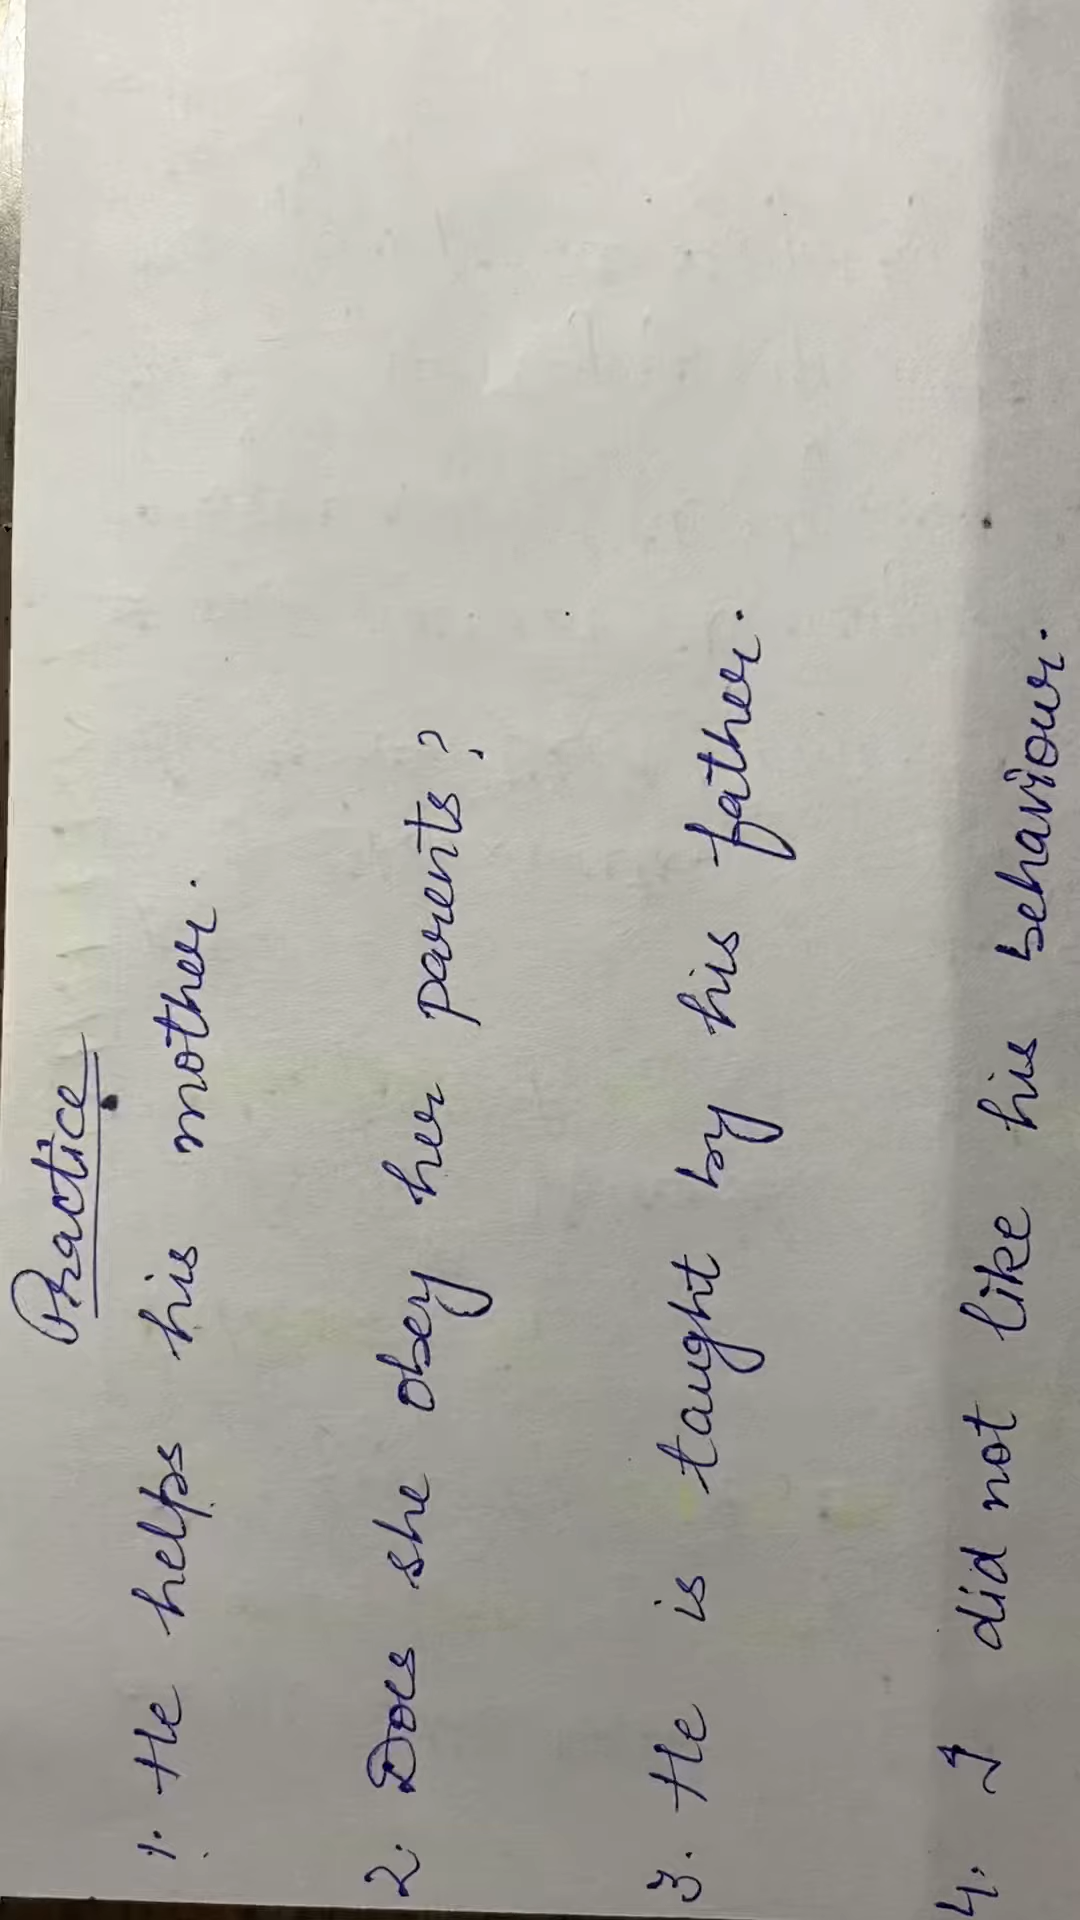 Practice
1. He helps his mother.
2. Does she obey her parents?
3. He is taught by his father.
4. I did not like his behaviour.